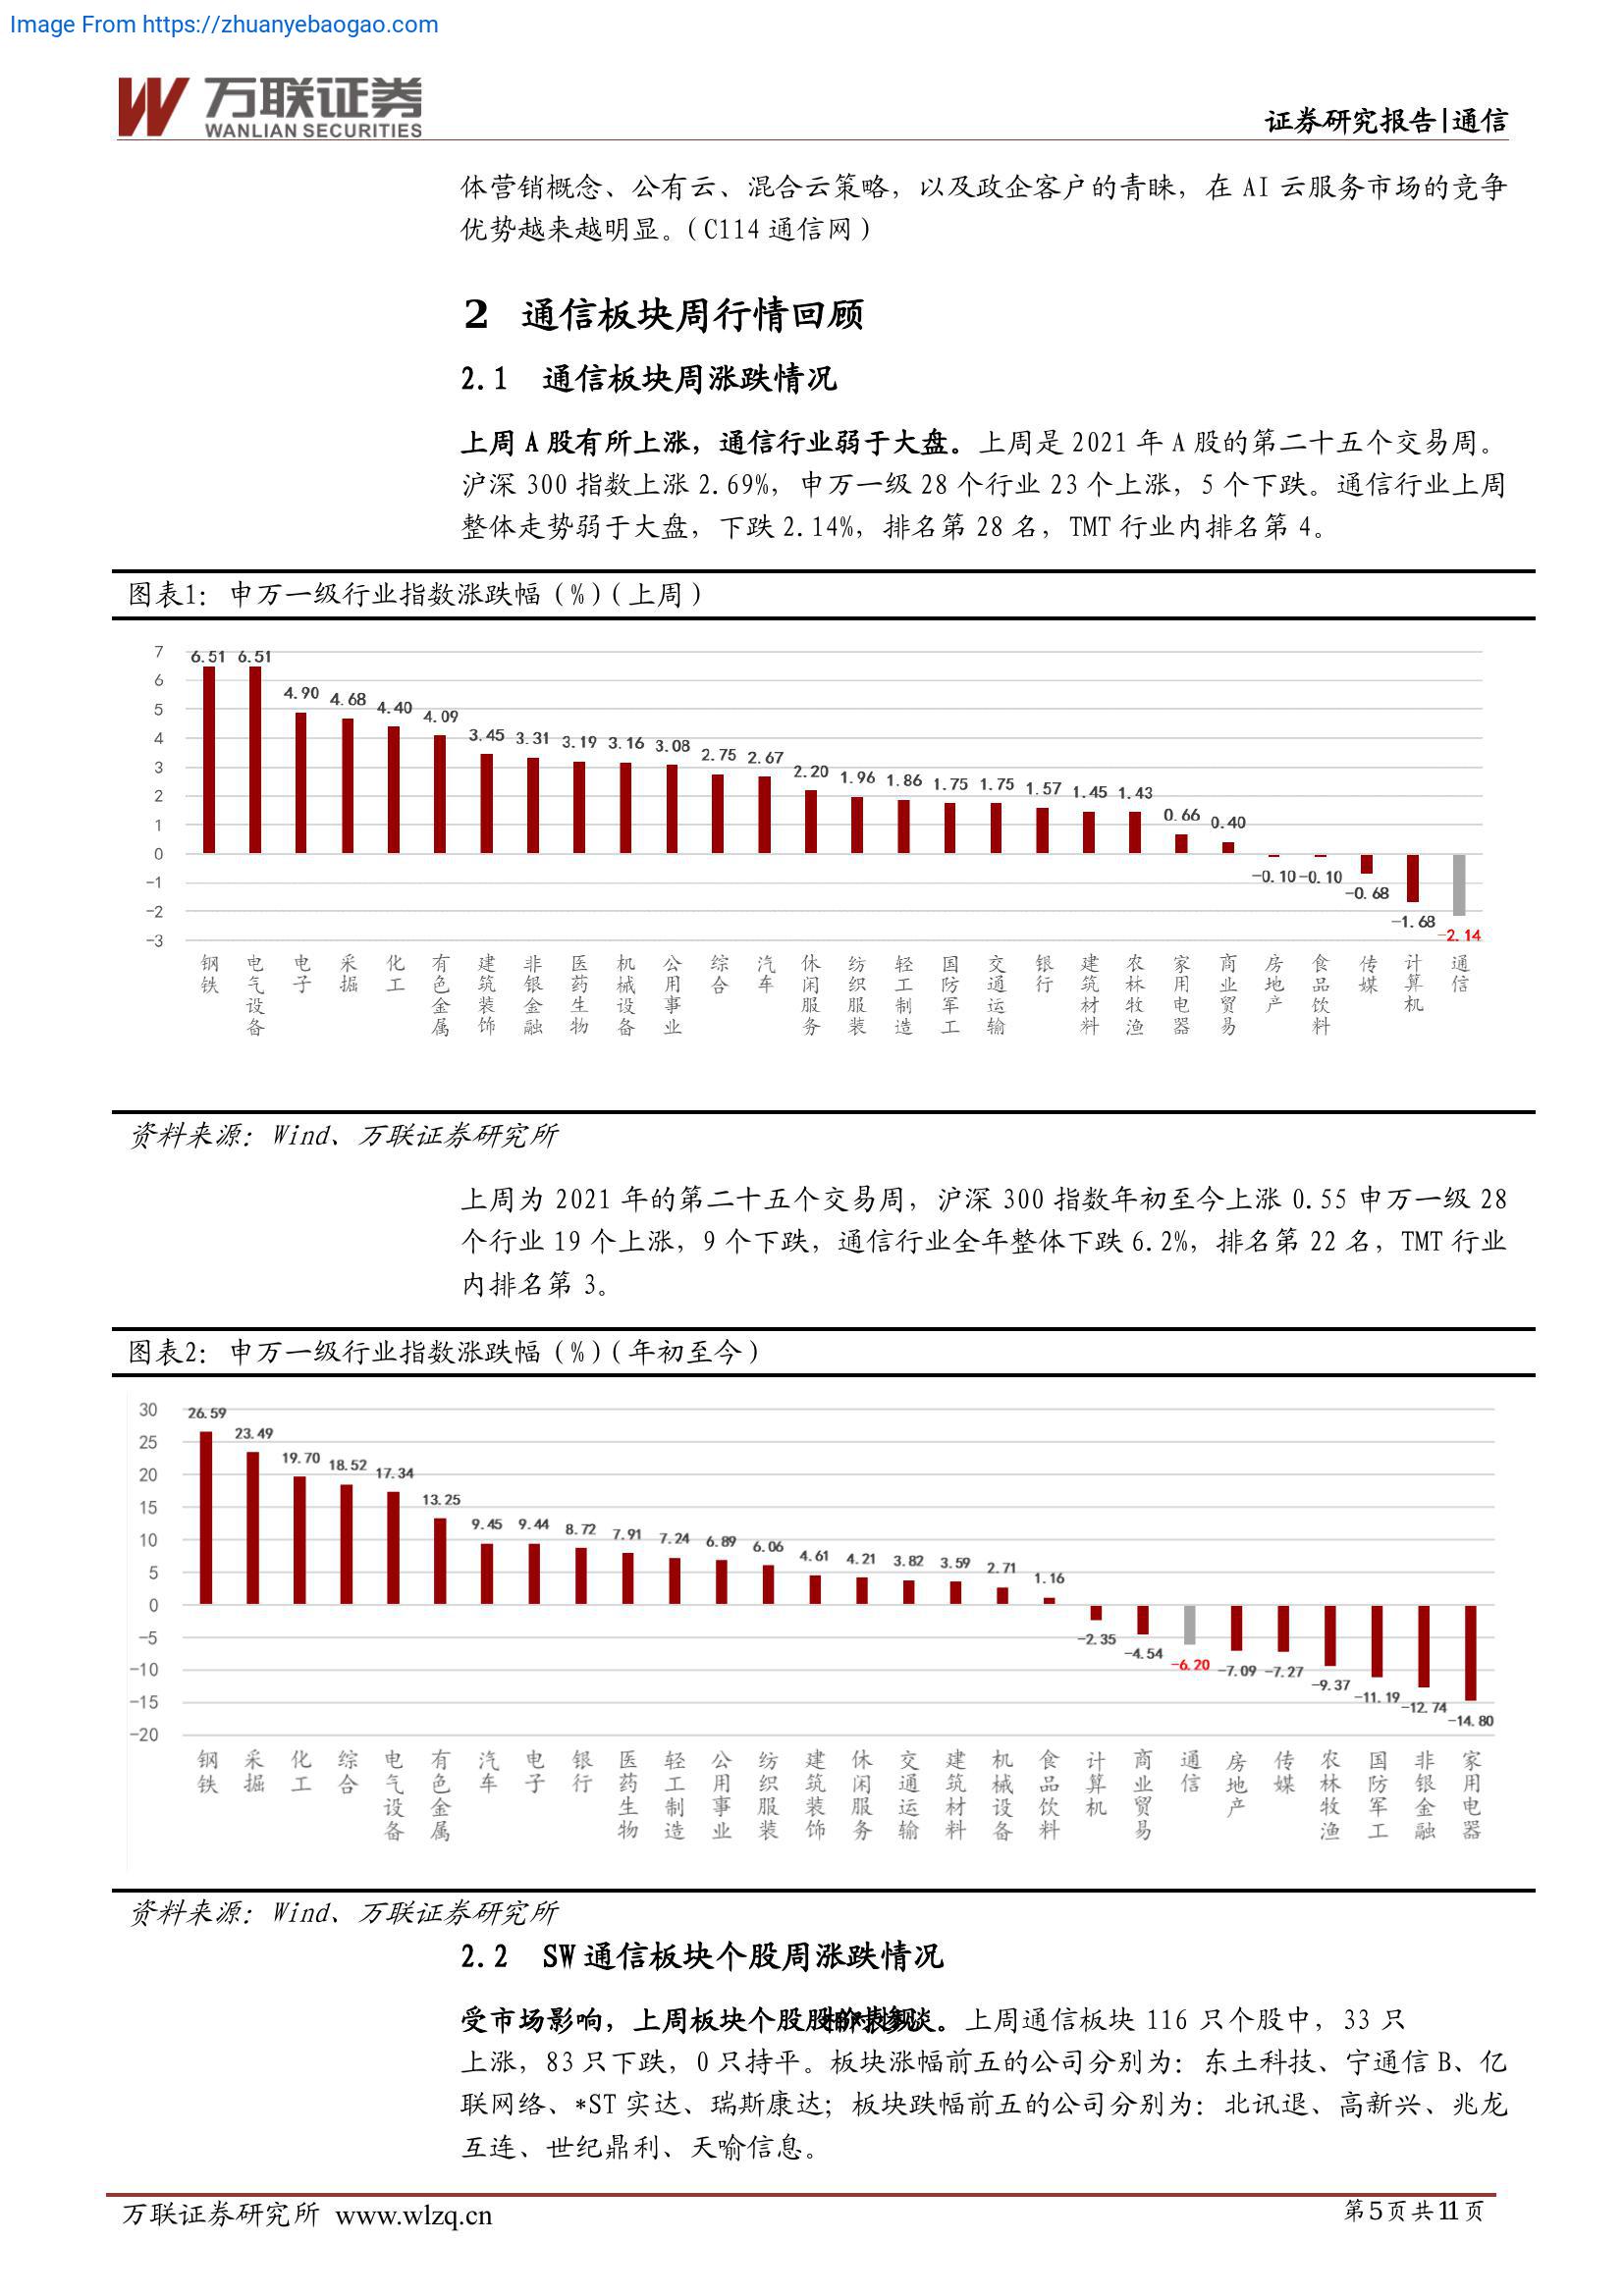 Image From https://zhuanyebaogao.com
万联证券
WANLIAN SECURITIES
证券研究报告|通信
体营销概念、公有云、混合云策略，以及政企客户的青睐，在 AI 云服务市场的竞争
优势越来越明显。（C114 通信网）
2 通信板块周行情回顾
2.1 通信板块周涨跌情况
上周 A 股有所上涨，通信行业弱于大盘。上周是 2021 年 A 股的第二十五个交易周。
沪深 300 指数上涨 2.69%，申万一级 28 个行业 23 个上涨，5 个下跌。通信行业上周
整体走势弱于大盘，下跌 2.14%，排名第 28 名，TMT 行业内排名第 4。
图表1：申万一级行业指数涨跌幅（%）（上周）
7
6
5
4
3
2
1
0
-1
-2
-3
6.51 6.51 4.90 4.68 4.40 4.09 3.45 3.31 3.19 3.16 3.08 2.75 2.67 2.20 1.96 1.86 1.75 1.75 1.57 1.45 1.43 0.66 0.40 -0.10 -0.10 -0.68 -1.68 -2.14
钢铁 电气设备 电子 采掘 化工 有色金属 建筑装饰 非银金融 医药生物 机械设备 公用事业 综合 汽车 休闲服务 纺织服装 轻工制造 国防军工 交通运输 银行 建筑材料 农林牧渔 家用电器 商业贸易 房地产 食品饮料 传媒 计算机 通信
资料来源：Wind、万联证券研究所
上周为 2021 年的第二十五个交易周，沪深 300 指数年初至今上涨 0.55 申万一级 28
个行业 19 个上涨，9 个下跌，通信行业全年整体下跌 6.2%，排名第 22 名，TMT 行业
内排名第 3。
图表2：申万一级行业指数涨跌幅（%）（年初至今）
30
25
20
15
10
5
0
-5
-10
-15
-20
26.59 23.49 19.70 18.52 17.34 13.25 9.45 9.44 8.72 7.91 7.24 6.89 6.06 4.61 4.21 3.82 3.59 2.71 1.16 -2.35 -4.54 -6.20 -7.09 -7.27 -9.37 -11.19 -12.74 -14.80
钢铁 采掘 化工 综合 电气设备 有色金属 汽车 电子 银行 医药生物 轻工制造 公用事业 纺织服装 建筑装饰 休闲服务 交通运输 建筑材料 机械设备 食品饮料 计算机 商业贸易 通信 房地产 传媒 农林牧渔 国防军工 非银金融 家用电器
资料来源：Wind、万联证券研究所
2.2 SW 通信板块个股周涨跌情况
受市场影响，上周板块个股 。上周通信板块 116 只个股中，33 只
上涨，83 只下跌，0 只持平。板块涨幅前五的公司分别为：东土科技、宁通信 B、亿
联网络、*ST 实达、瑞斯康达；板块跌幅前五的公司分别为：北讯退、高新兴、兆龙
互连、世纪鼎利、天喻信息。
万联证券研究所 www.wlzq.cn
第5页共11页